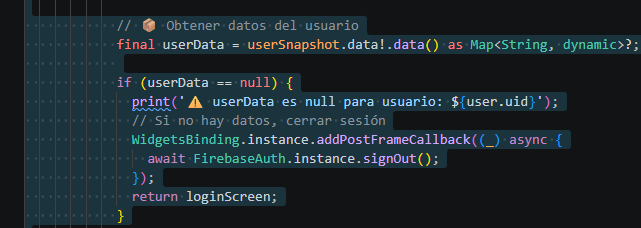 // 📦 Obtener datos del usuario
final userData = userSnapshot.data!.data() as Map<String, dynamic>?;
if (userData == null) {
print('⚠️ userData es null para usuario: ${user.uid}');
// Si no hay datos, cerrar sesión
WidgetsBinding.instance.addPostFrameCallback((_) async {
await FirebaseAuth.instance.signOut();
});
return loginScreen;
}